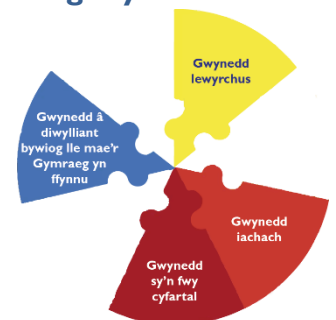 Gwynedd
lewyrchus
Gwynedd â
diwylliant
bywiog lle mae'r
Gymraeg yn
ffynnu
Gwynedd
iachach
Gwynedd
sy'n fwy
cyfartal